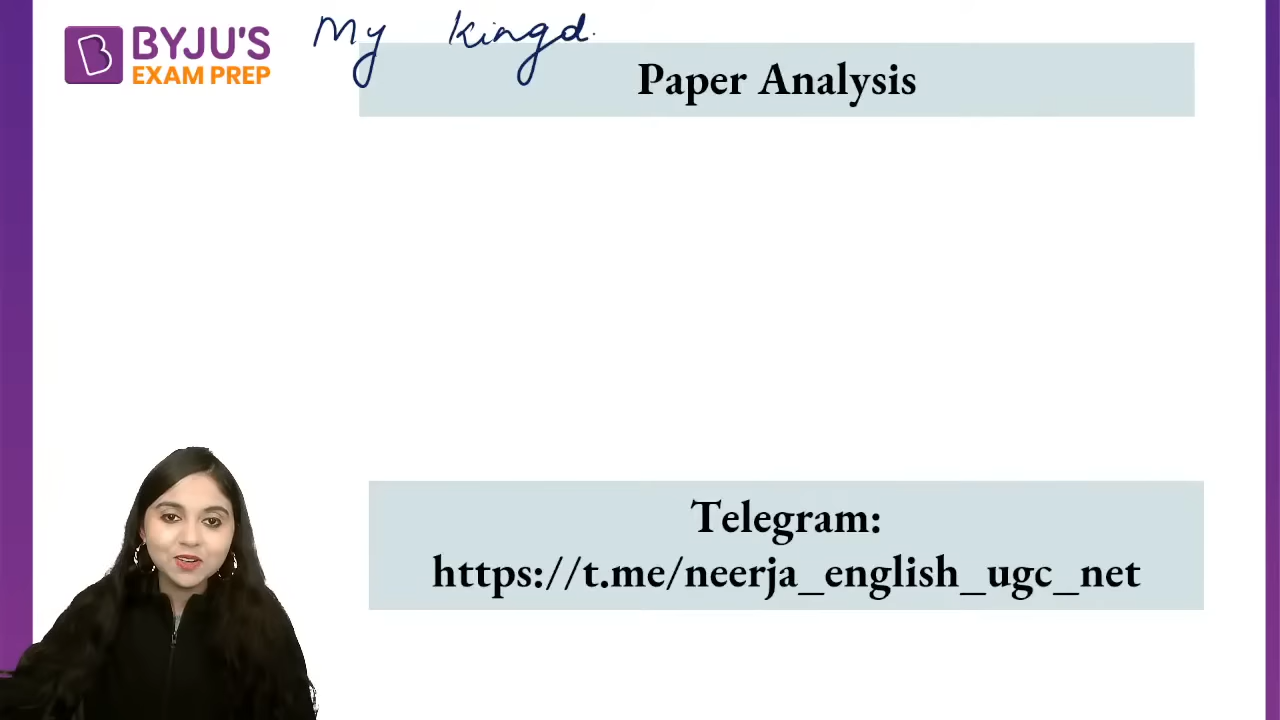 BYJU'S
EXAM PREP
My Kingd.
Paper Analysis
Telegram:
https://t.me/neerja_english_ugc_net